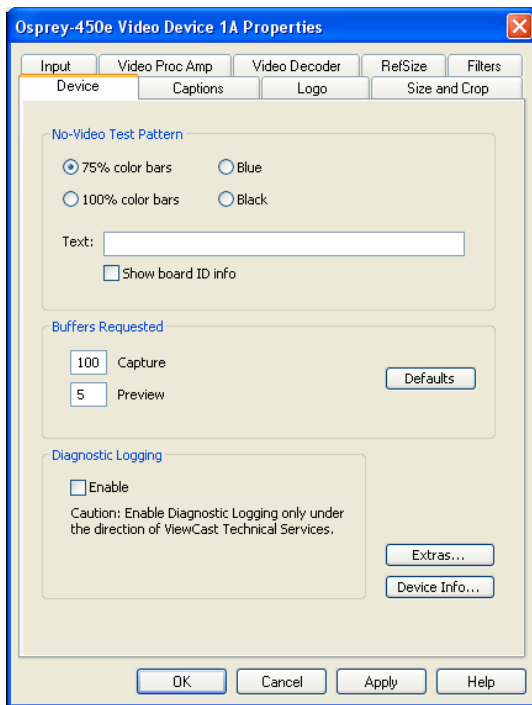 Osprey-450e Video Device 1A Properties
Input Video Proc Amp Video Decoder RefSize Filters
Device Captions Logo Size and Crop
No-Video Test Pattern
75% color bars Blue
100% color bars Black
Text:
Show board ID info
Buffers Requested
100 Capture
5 Preview
Defaults
Diagnostic Logging
Enable
Caution: Enable Diagnostic Logging only under
the direction of ViewCast Technical Services.
Extras...
Device Info...
OK Cancel Apply Help